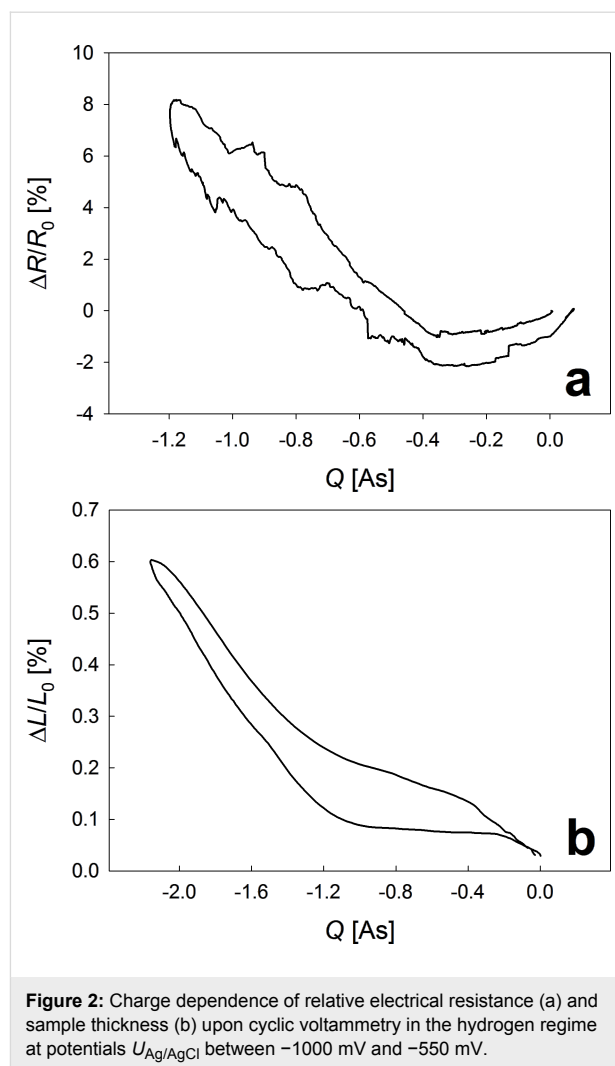 10
8
6
4
2
0
-2
-4
ΔR/R0 [%]
-1.2 -1.0 -0.8 -0.6 -0.4 -0.2 0.0
Q [As]
a
0.7
0.6
0.5
0.4
0.3
0.2
0.1
0.0
ΔL/L0 [%]
-2.0 -1.6 -1.2 -0.8 -0.4 0.0
Q [As]
b
Figure 2: Charge dependence of relative electrical resistance (a) and
sample thickness (b) upon cyclic voltammetry in the hydrogen regime
at potentials UAg/AgCl between −1000 mV and −550 mV.